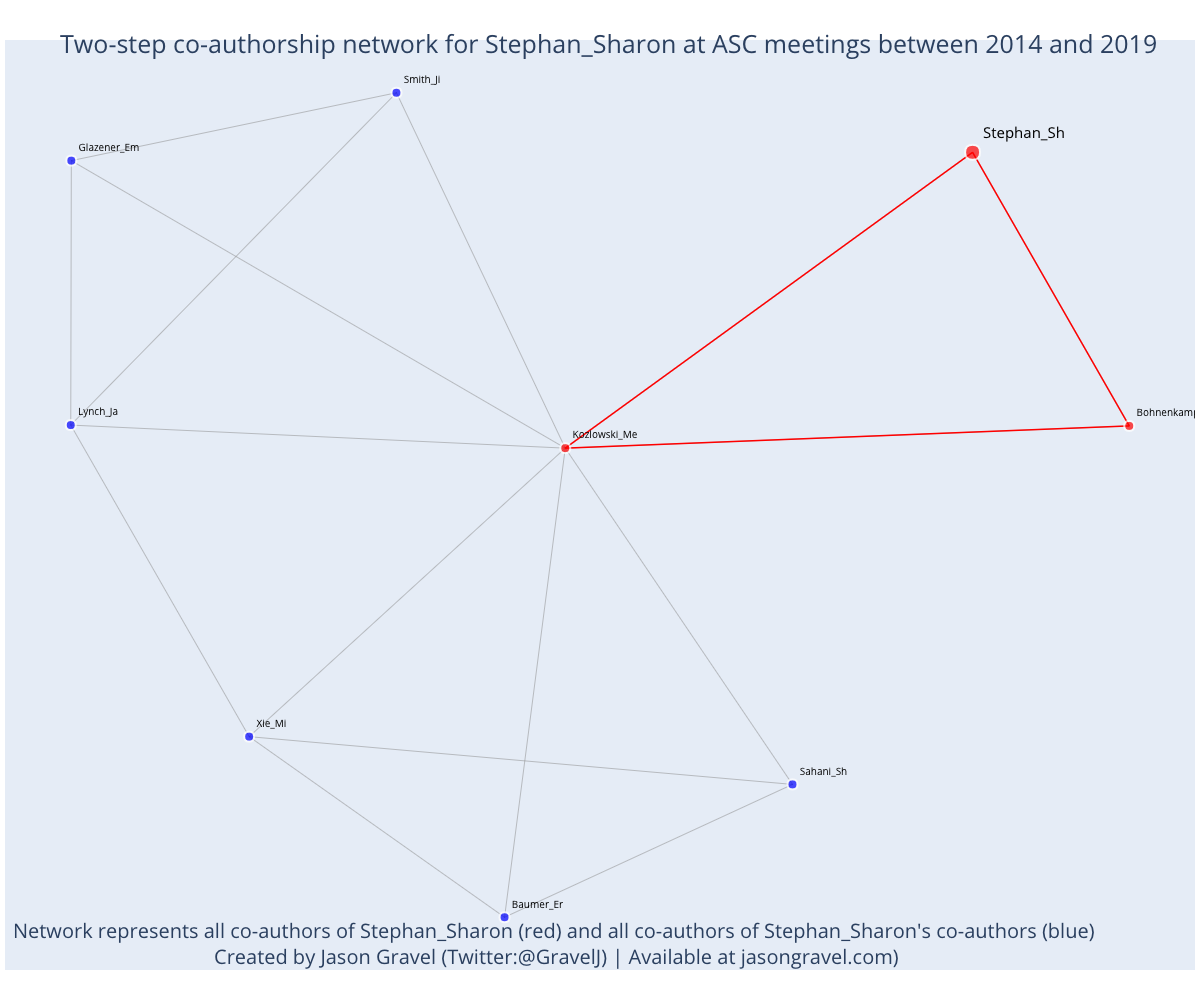 Two-step co-authorship network for Stephan_Sharon at ASC meetings between 2014 and 2019
Smith_Ji
Stephan_Sh
Glazener_Em
Lynch_Ja
Bohnenkamp
Kozlowski_Me
Xie_Mi
Sahani_Sh
Baumer_Er
Network represents all co-authors of Stephan_Sharon (red) and all co-authors of Stephan_Sharon's co-authors (blue)
Created by Jason Gravel (Twitter:@GravelJ) | Available at jasongravel.com)